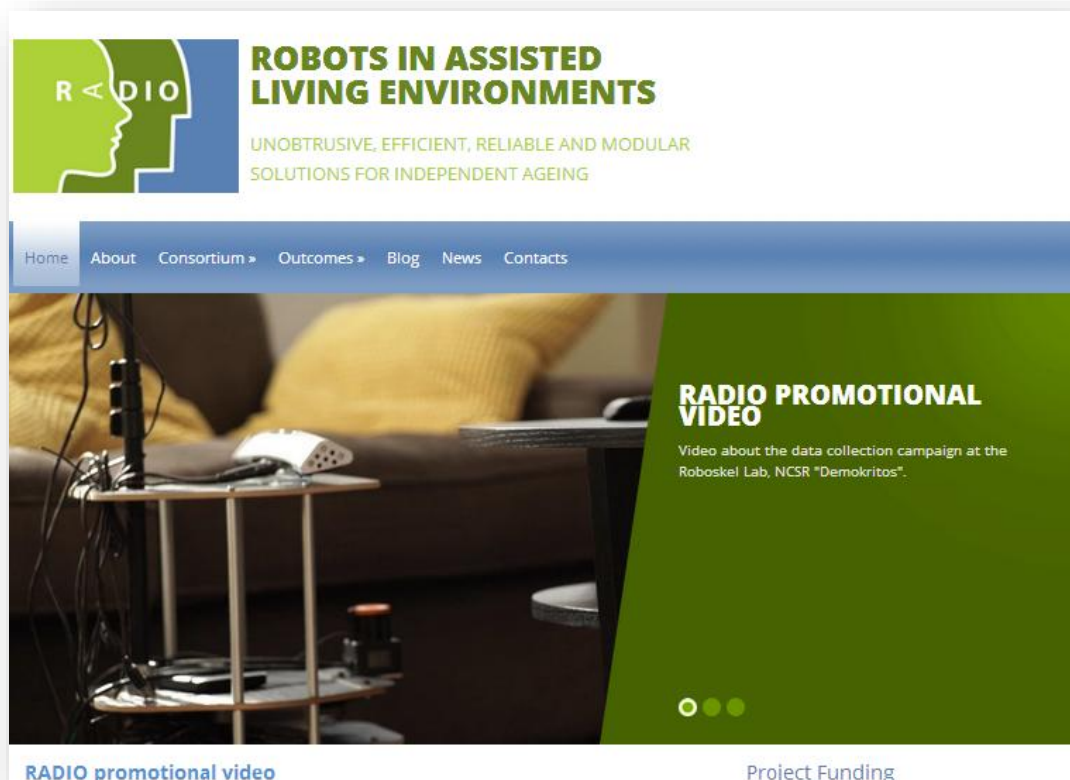 RADIO
ROBOTS IN ASSISTED
LIVING ENVIRONMENTS
UNOBTRUSIVE, EFFICIENT, RELIABLE AND MODULAR
SOLUTIONS FOR INDEPENDENT AGEING
Home About Consortium » Outcomes » Blog News Contacts
RADIO PROMOTIONAL
VIDEO
Video about the data collection campaign at the
Roboskel Lab, NCSR "Demokritos".
RADIO promotional video
Project Funding